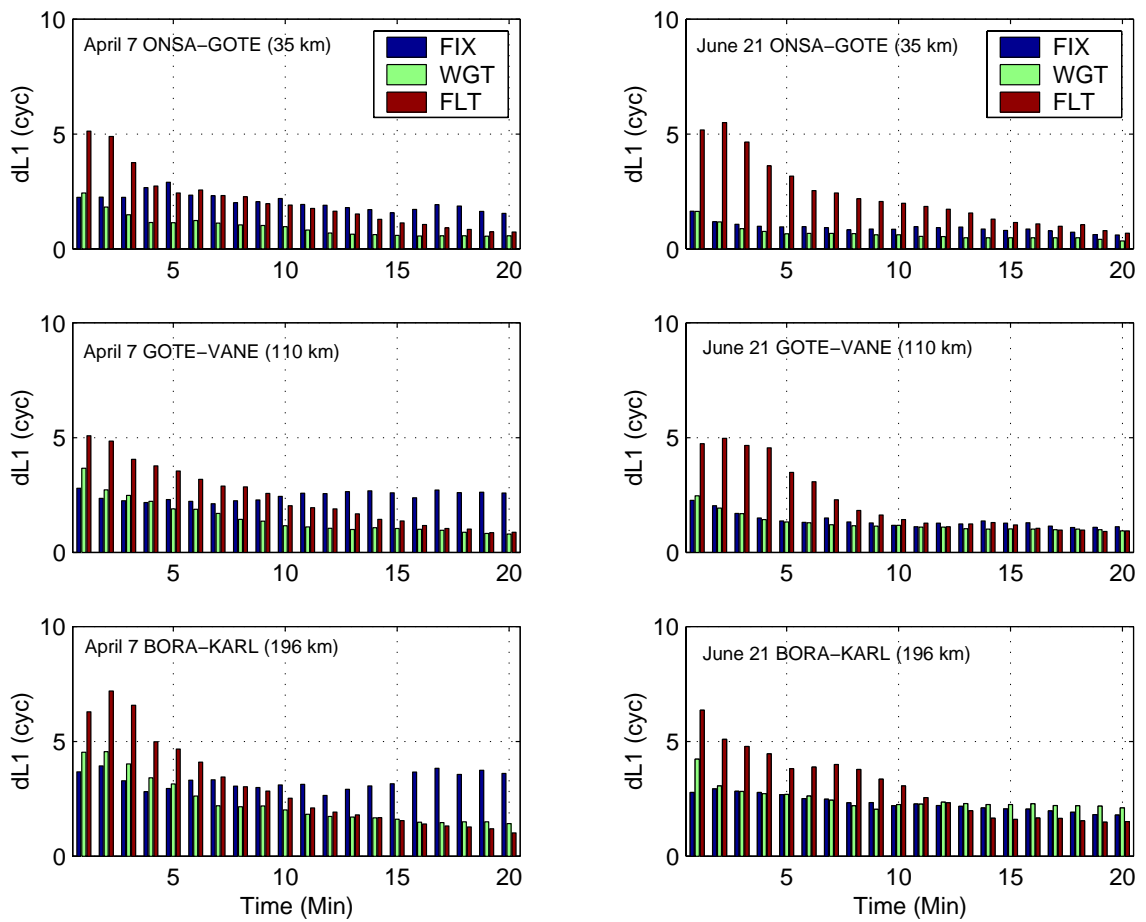 10
5
0
dL1 (cyc)
April 7 ONSA−GOTE (35 km)
FIX
WGT
FLT
5
10
15
20
10
5
0
dL1 (cyc)
June 21 ONSA−GOTE (35 km)
FIX
WGT
FLT
5
10
15
20
10
5
0
dL1 (cyc)
April 7 GOTE−VANE (110 km)
5
10
15
20
10
5
0
dL1 (cyc)
June 21 GOTE−VANE (110 km)
5
10
15
20
10
5
0
dL1 (cyc)
April 7 BORA−KARL (196 km)
5
10
15
20
Time (Min)
10
5
0
dL1 (cyc)
June 21 BORA−KARL (196 km)
5
10
15
20
Time (Min)